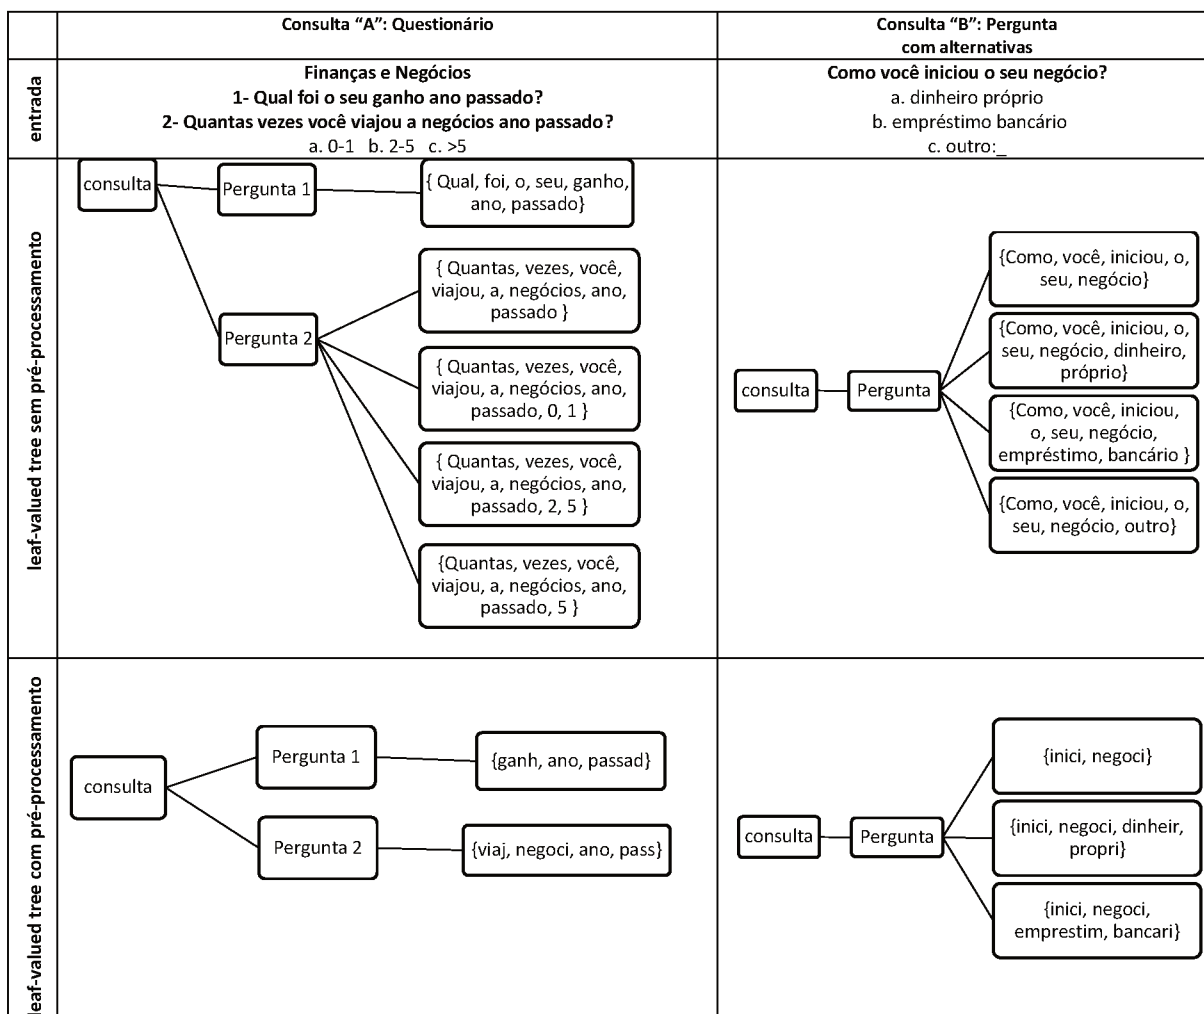 Consulta “A”: Questionário
Consulta “B”: Pergunta
com alternativas
entrada
Finanças e Negócios
1- Qual foi o seu ganho ano passado?
2- Quantas vezes você viajou a negócios ano passado?
a. 0-1 b. 2-5 c. >5
Como você iniciou o seu negócio?
a. dinheiro próprio
b. empréstimo bancário
c. outro:_
leaf-valued tree sem pré-processamento
consulta
Pergunta 1
{ Qual, foi, o, seu, ganho,
ano, passado}
Pergunta 2
{ Quantas, vezes, você,
viajou, a, negócios, ano,
passado }
{ Quantas, vezes, você,
viajou, a, negócios, ano,
passado, 0, 1 }
{ Quantas, vezes, você,
viajou, a, negócios, ano,
passado, 2, 5 }
{Quantas, vezes, você,
viajou, a, negócios, ano,
passado, 5 }
consulta
Pergunta
{Como, você, iniciou, o,
seu, negócio}
{Como, você, iniciou, o,
seu, negócio, dinheiro,
próprio}
{Como, você, iniciou,
o, seu, negócio,
empréstimo, bancário }
{Como, você, iniciou, o,
seu, negócio, outro}
leaf-valued tree com pré-processamento
consulta
Pergunta 1
{ganh, ano, passad}
Pergunta 2
{viaj, negoci, ano, pass}
consulta
Pergunta
{inici, negoci}
{inici, negoci, dinheir,
propri}
{inici, negoci,
emprestim, bancari}